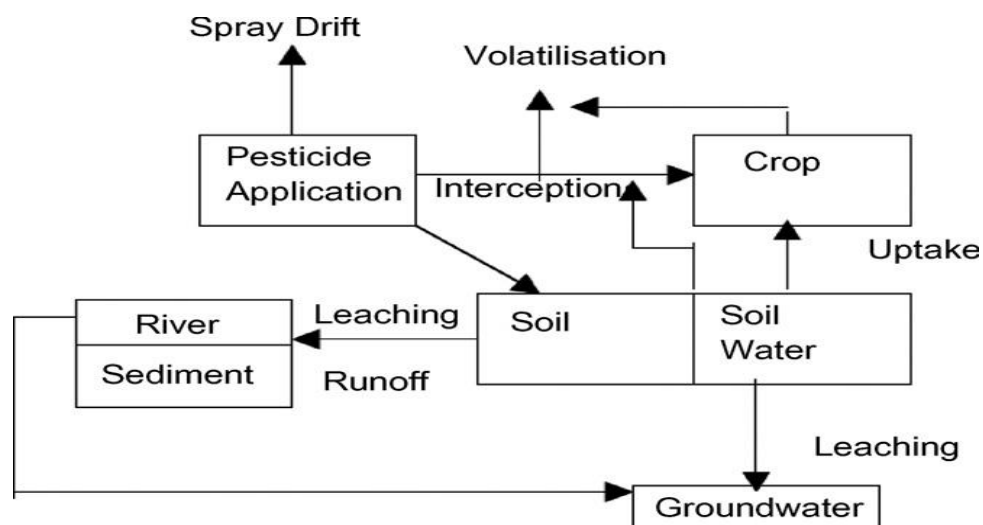 Spray Drift
Volatilisation
Pesticide
Application
Interception
Crop
Uptake
River
Sediment
Leaching
Runoff
Soil
Soil
Water
Leaching
Groundwater